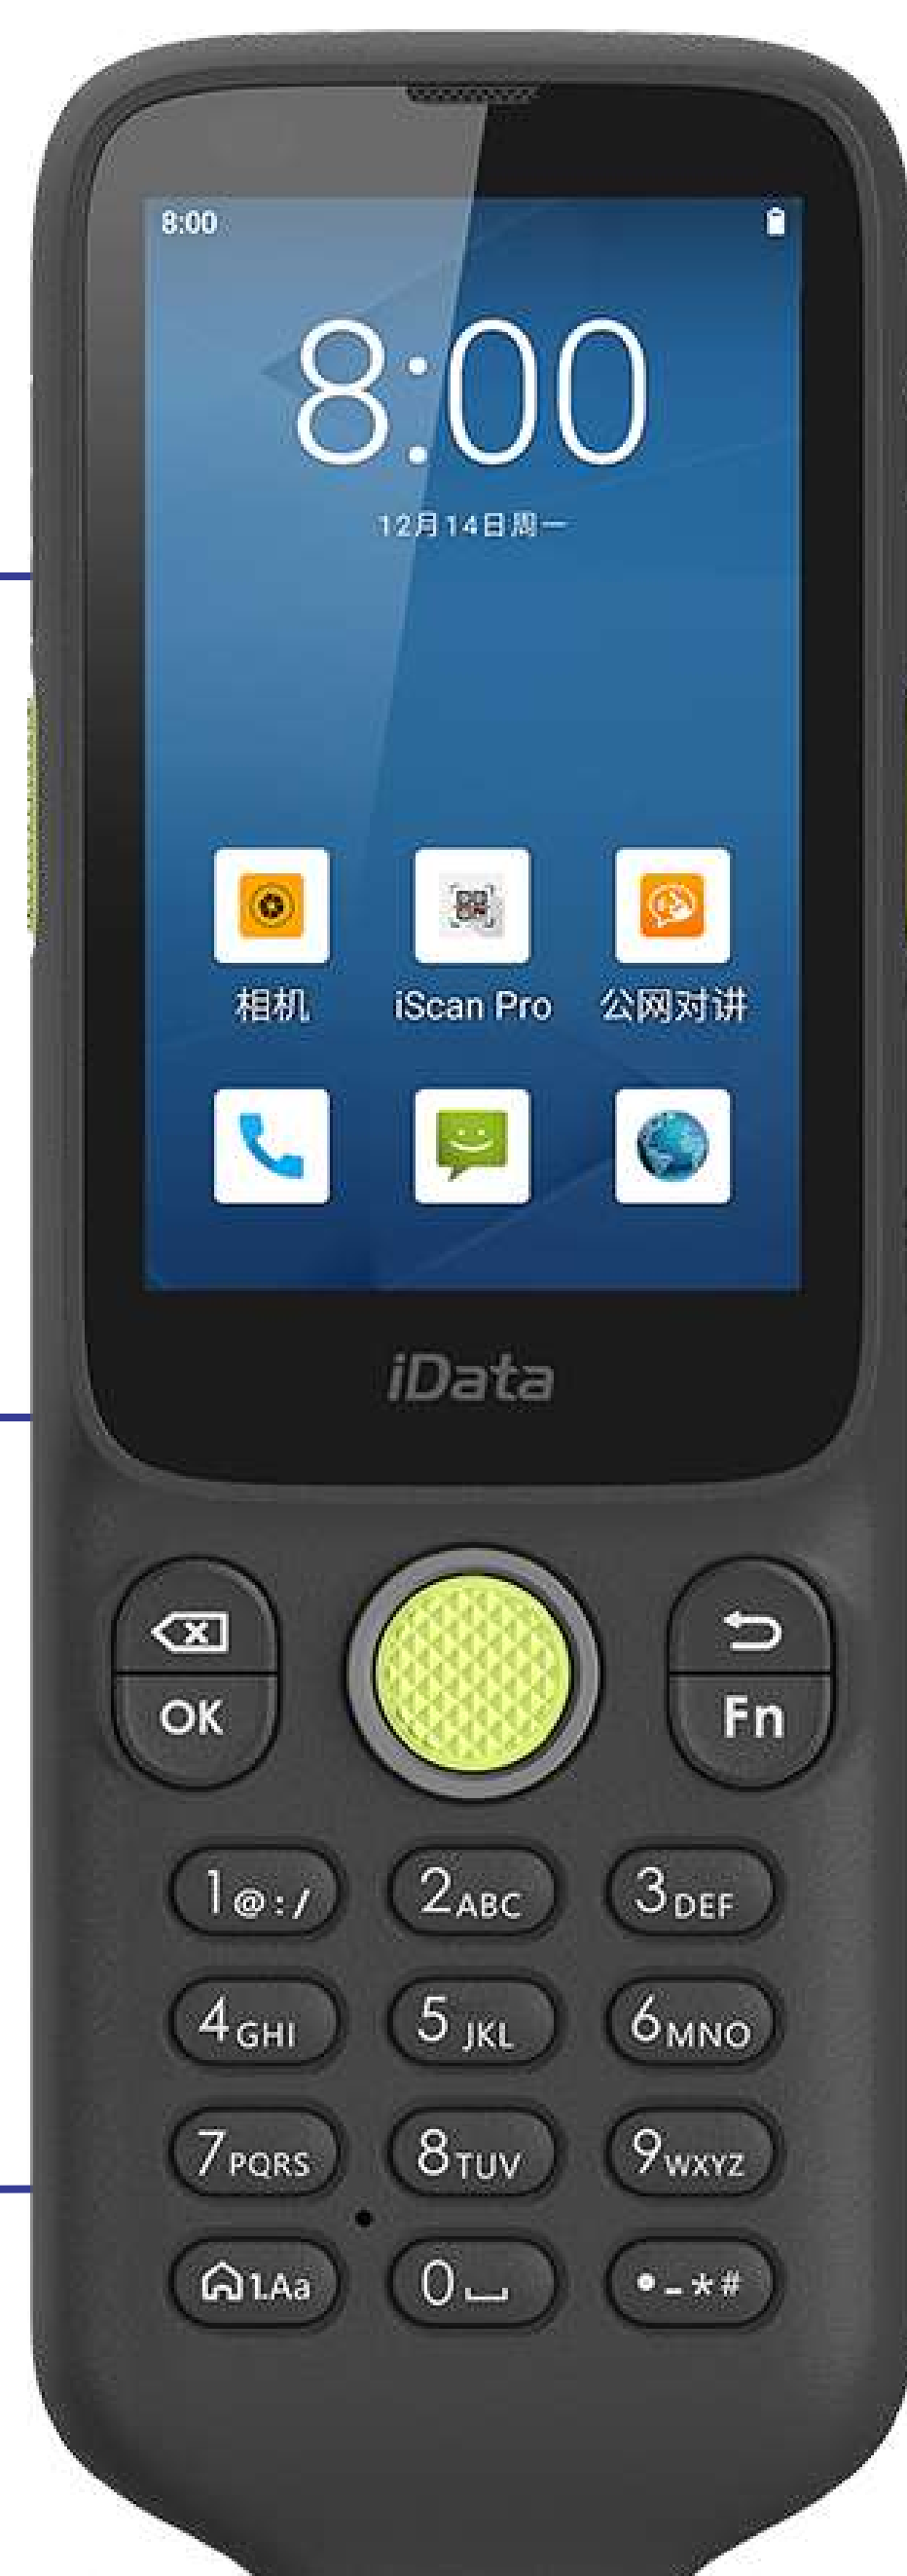 8:00
8:00
12月14日周一
相机 iScan Pro 公网对讲
iData
OK Fn
1@:/ 2ABC 3DEF
4GHI 5JKL 6MNO
7PQRS 8TUV 9WXYZ
1.Aa 0 •-*#